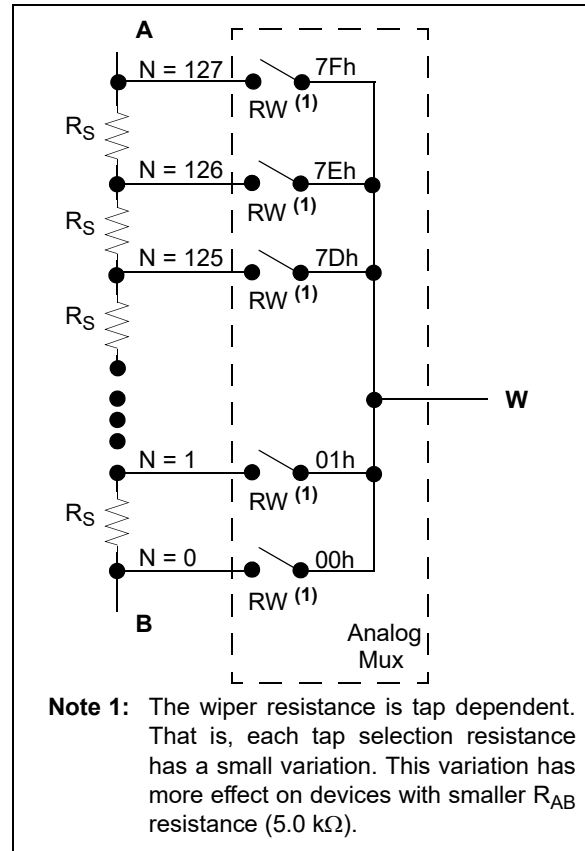 A
N = 127 7Fh
RW (1)
RS
N = 126 7Eh
RW (1)
RS
N = 125 7Dh
RW (1)
RS
W
N = 1 01h
RW (1)
RS
N = 0 00h
RW (1)
B
Analog
Mux
Note 1: The wiper resistance is tap dependent.
That is, each tap selection resistance
has a small variation. This variation has
more effect on devices with smaller RAB
resistance (5.0 kΩ).